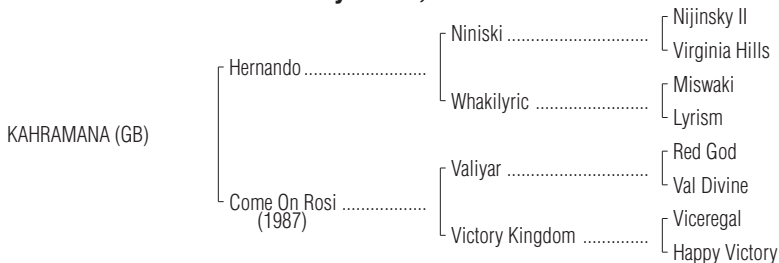 Nijinsky II
Niniski
Virginia Hills
Hernando
Miswaki
Whakilyric
Lyrism
KAHRAMANA (GB)
Red God
Valiyar
Val Divine
Come On Rosi
(1987)
Viceregal
Victory Kingdom
Happy Victory